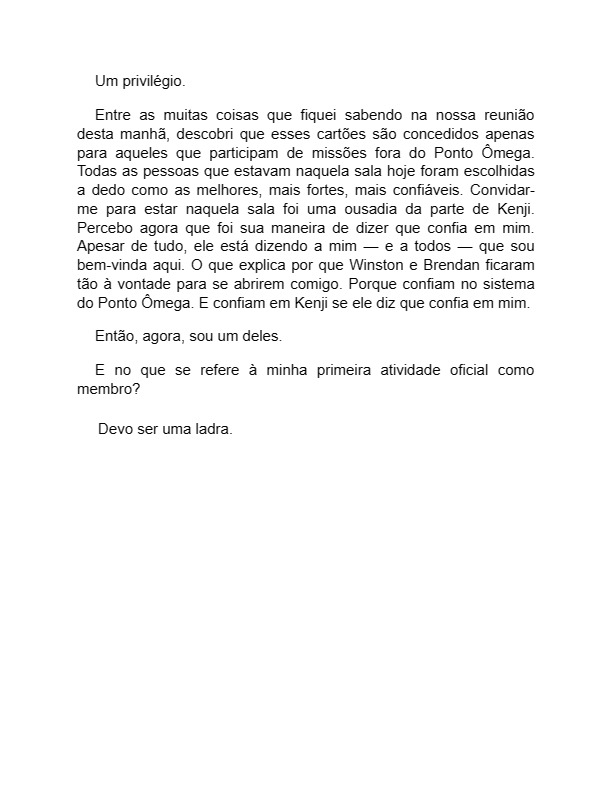 Um privilégio.
Entre as muitas coisas que fiquei sabendo na nossa reunião
desta manhã, descobri que esses cartões são concedidos apenas
para aqueles que participam de missões fora do Ponto Ômega.
Todas as pessoas que estavam naquela sala hoje foram escolhidas
a dedo como as melhores, mais fortes, mais confiáveis. Convidar-
me para estar naquela sala foi uma ousadia da parte de Kenji.
Percebo agora que foi sua maneira de dizer que confia em mim.
Apesar de tudo, ele está dizendo a mim — e a todos — que sou
bem-vinda aqui. O que explica por que Winston e Brendan ficaram
tão à vontade para se abrirem comigo. Porque confiam no sistema
do Ponto Ômega. E confiam em Kenji se ele diz que confia em mim.
Então, agora, sou um deles.
E no que se refere à minha primeira atividade oficial como
membro?
Devo ser uma ladra.